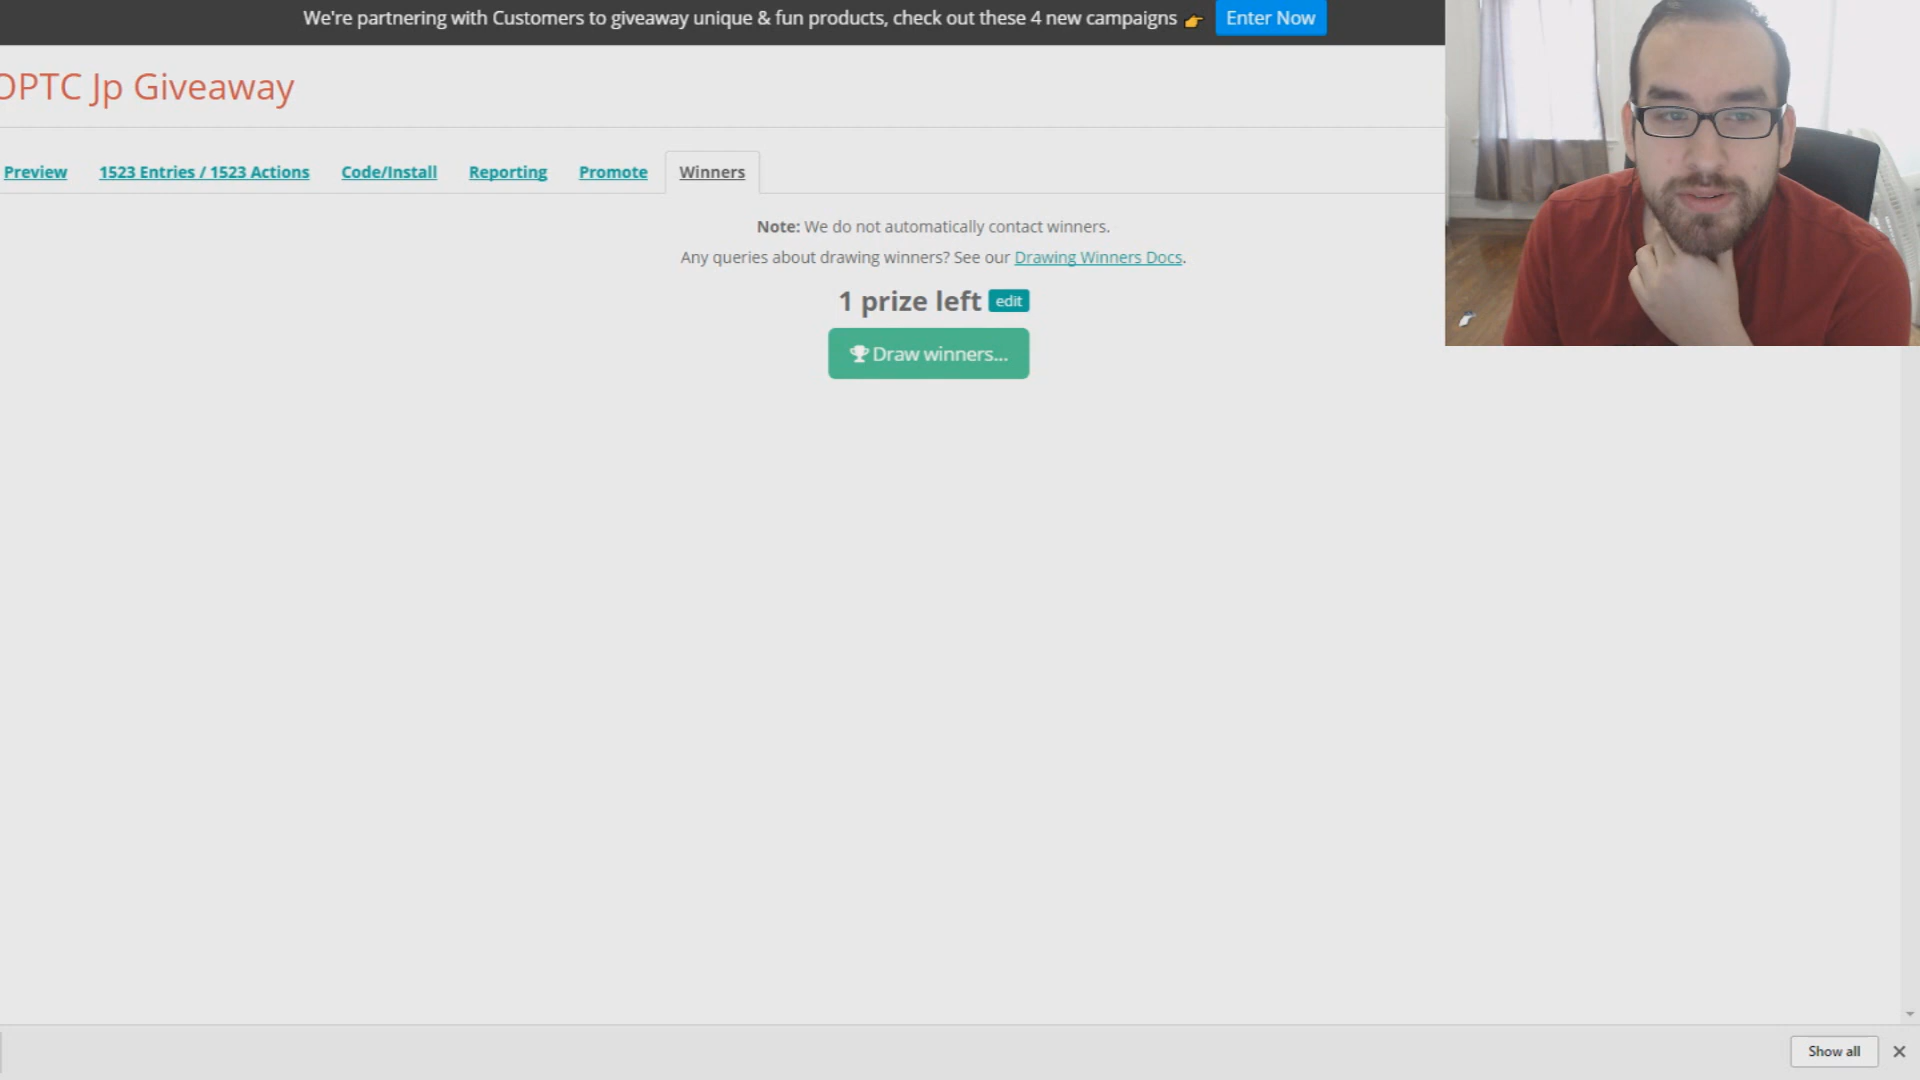 We're partnering with Customers to giveaway unique & fun products, check out these 4 new campaigns 👉 Enter Now
OPTC Jp Giveaway
Preview 1523 Entries / 1523 Actions Code/Install Reporting Promote Winners
Note: We do not automatically contact winners.
Any queries about drawing winners? See our Drawing Winners Docs.
1 prize left edit
Draw winners...
Show all